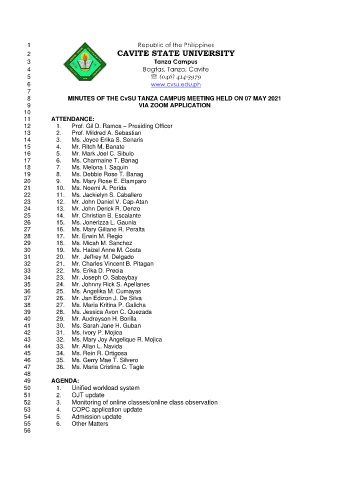 1 Republic of the Philippines
2 CAVITE STATE UNIVERSITY
3 Tanza Campus
4 Bagtas, Tanza, Cavite
5 ☏ (046) 414-3979
6 www.cvsu.edu.ph
7
8 MINUTES OF THE CvSU TANZA CAMPUS MEETING HELD ON 07 MAY 2021
9 VIA ZOOM APPLICATION
10
11 ATTENDANCE:
12 1. Prof. Gil D. Ramos – Presiding Officer
13 2. Prof. Mildred A. Sebastian
14 3. Ms. Joyce Erika S. Senaris
15 4. Mr. Ritch M. Banate
16 5. Mr. Mark Joel C. Sibulo
17 6. Ms. Charmaine T. Banag
18 7. Ms. Melona I. Saquin
19 8. Ms. Debbie Rose T. Banag
20 9. Ms. Mary Rose E. Elamparo
21 10. Ms. Noemi A. Perida
22 11. Ms. Jackielyn S. Caballero
23 12. Mr. John Daniel V. Cap-Atan
24 13. Mr. John Derick R. Denzo
25 14. Mr. Christian B. Escalante
26 15. Ms. Jonerizza L. Gaunia
27 16. Ms. Mary Giliane R. Peralta
28 17. Mr. Erwin M. Regio
29 18. Ms. Micah M. Sanchez
30 19. Ms. Haizel Anne M. Costa
31 20. Mr. Jeffrey M. Delgado
32 21. Mr. Charles Vincent B. Pitagan
33 22. Ms. Erika D. Precia
34 23. Mr. Joseph O. Sabaybay
35 24. Mr. Johnny Rick S. Apellanes
36 25. Ms. Angelika M. Cumayas
37 26. Mr. Jan Edizon J. De Silva
38 27. Ms. Maria Kritina P. Galicha
39 28. Ms. Jessica Avon C. Quezada
40 29. Mr. Audreyson H. Borilla
41 30. Ms. Sarah Jane H. Guban
42 31. Ms. Ivory P. Mojica
43 32. Ms. Mary Joy Angelique R. Mojica
44 33. Mr. Allan L. Navida
45 34. Ms. Rein R. Ortigosa
46 35. Ms. Gerry Mae T. Silvero
47 36. Ms. Maria Cristina C. Tagle
48
49 AGENDA:
50 1. Unified workload system
51 2. OJT update
52 3. Monitoring of online classes/online class observation
53 4. COPC application update
54 5. Admission update
55 6. Other Matters
56